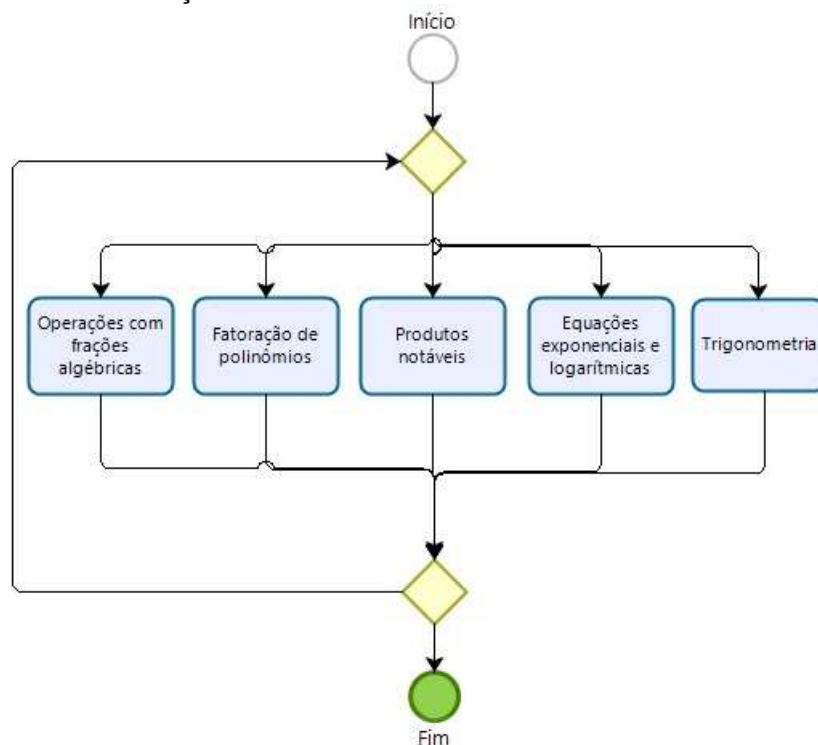 Início
Operações com
frações
algébricas
Fatoração de
polinômios
Produtos
notáveis
Equações
exponenciais e
logarítmicas
Trigonometria
Fim